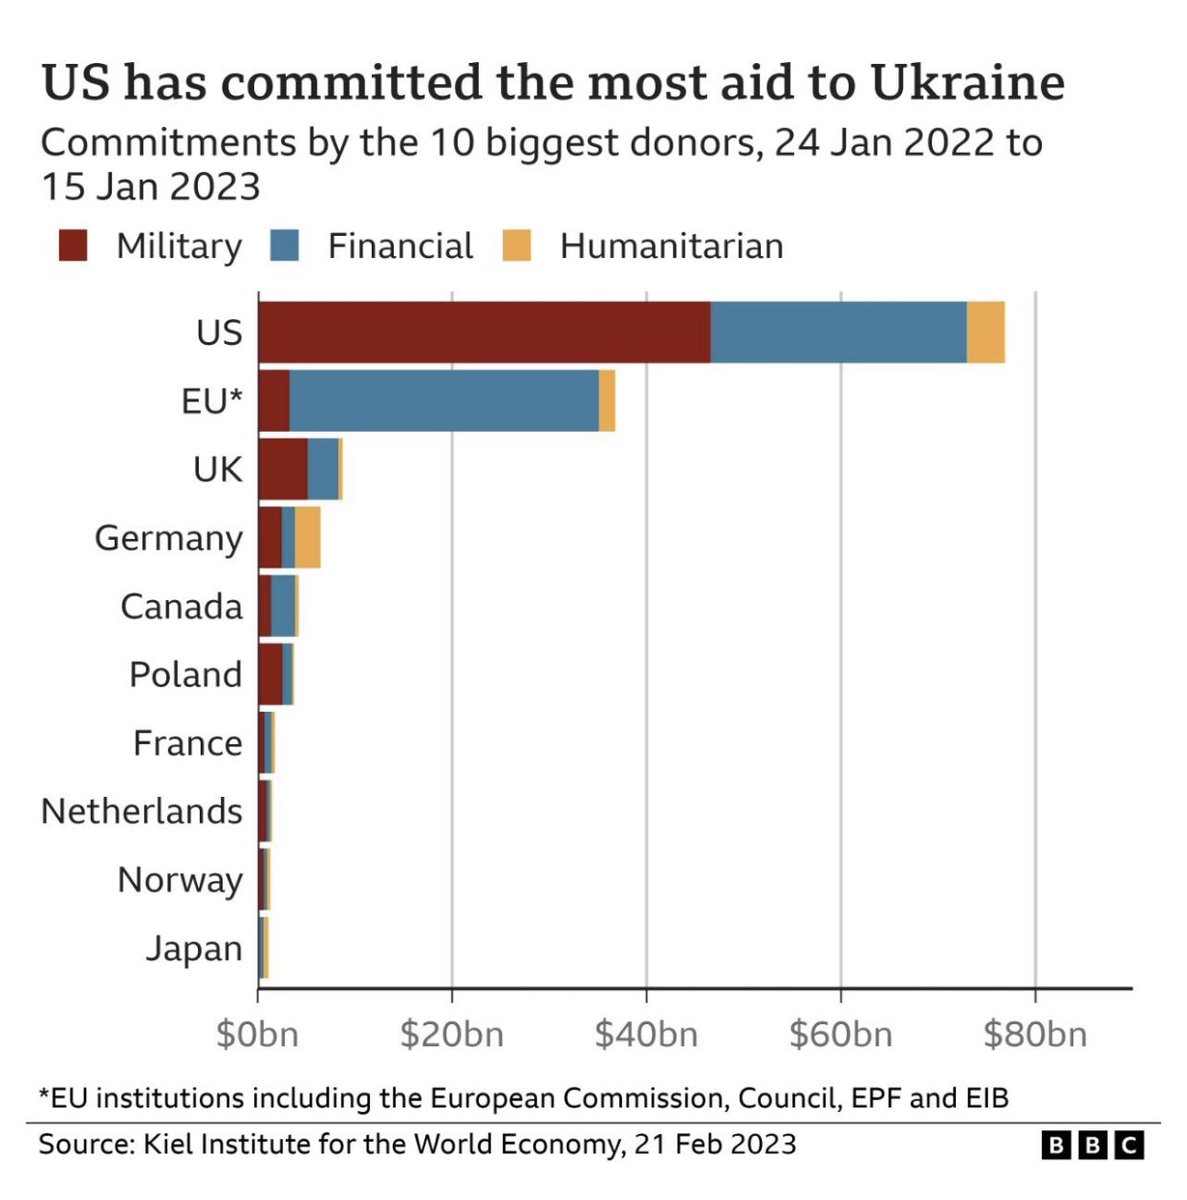 US has committed the most aid to Ukraine
Commitments by the 10 biggest donors, 24 Jan 2022 to
15 Jan 2023
Military Financial Humanitarian
US
EU*
UK
Germany
Canada
Poland
France
Netherlands
Norway
Japan
$0bn $20bn $40bn $60bn $80bn
*EU institutions including the European Commission, Council, EPF and EIB
Source: Kiel Institute for the World Economy, 21 Feb 2023 BBC